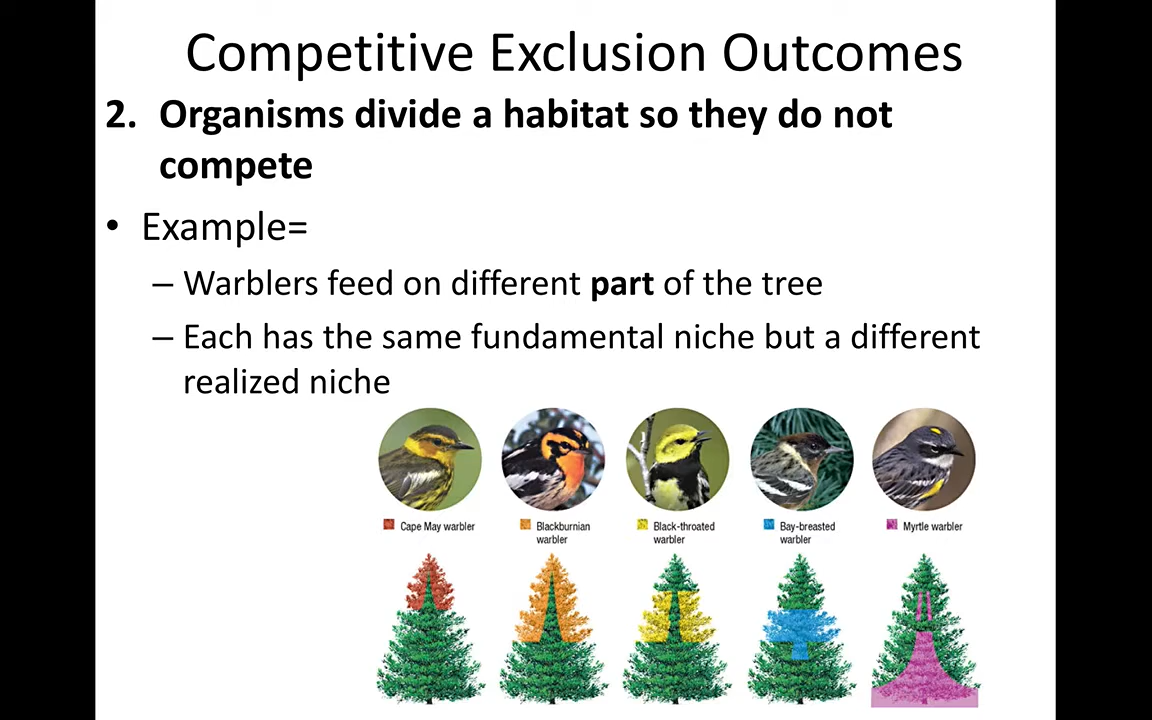 Competitive Exclusion Outcomes
2. Organisms divide a habitat so they do not
compete
• Example=
– Warblers feed on different part of the tree
– Each has the same fundamental niche but a different
realized niche
Cape May warbler
Blackburnian
warbler
Black-throated
warbler
Bay-breasted
warbler
Myrtle warbler